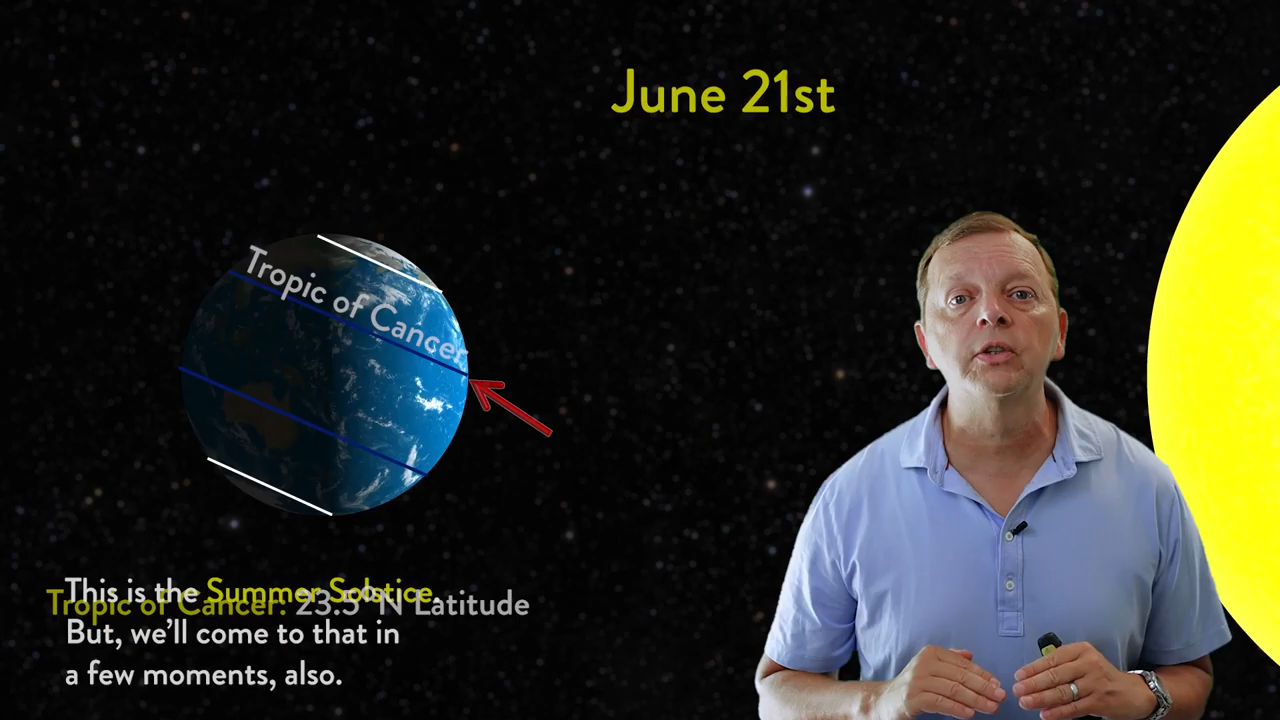 June 21st
Tropic of Cancer
This is the Summer Solstice.
Tropic of Cancer: 23.5° N Latitude
But, we'll come to that in
a few moments, also.